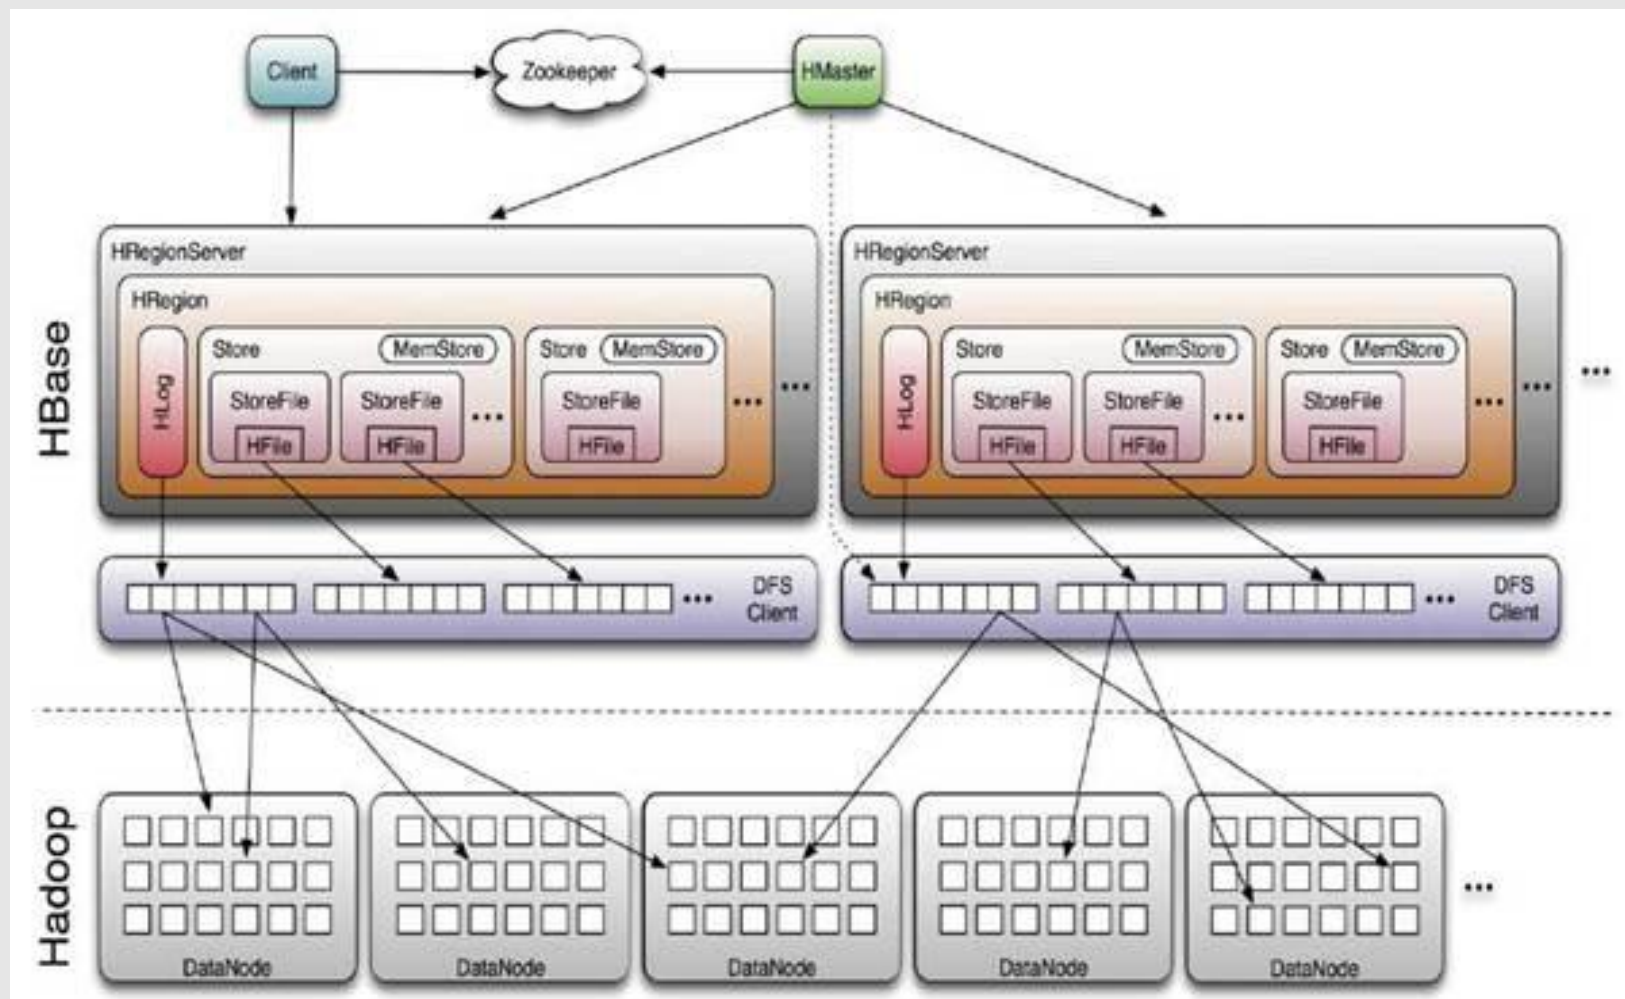 Client
Zookeeper
HMaster
HBase
HRegionServer
HRegion
HLog
Store
MemStore
StoreFile
HFile
StoreFile
HFile
...
Store
MemStore
StoreFile
HFile
...
...
HRegionServer
HRegion
HLog
Store
MemStore
StoreFile
HFile
StoreFile
HFile
...
Store
MemStore
StoreFile
HFile
...
...
...
...
DFS
Client
...
DFS
Client
Hadoop
DataNode
DataNode
DataNode
DataNode
DataNode
...